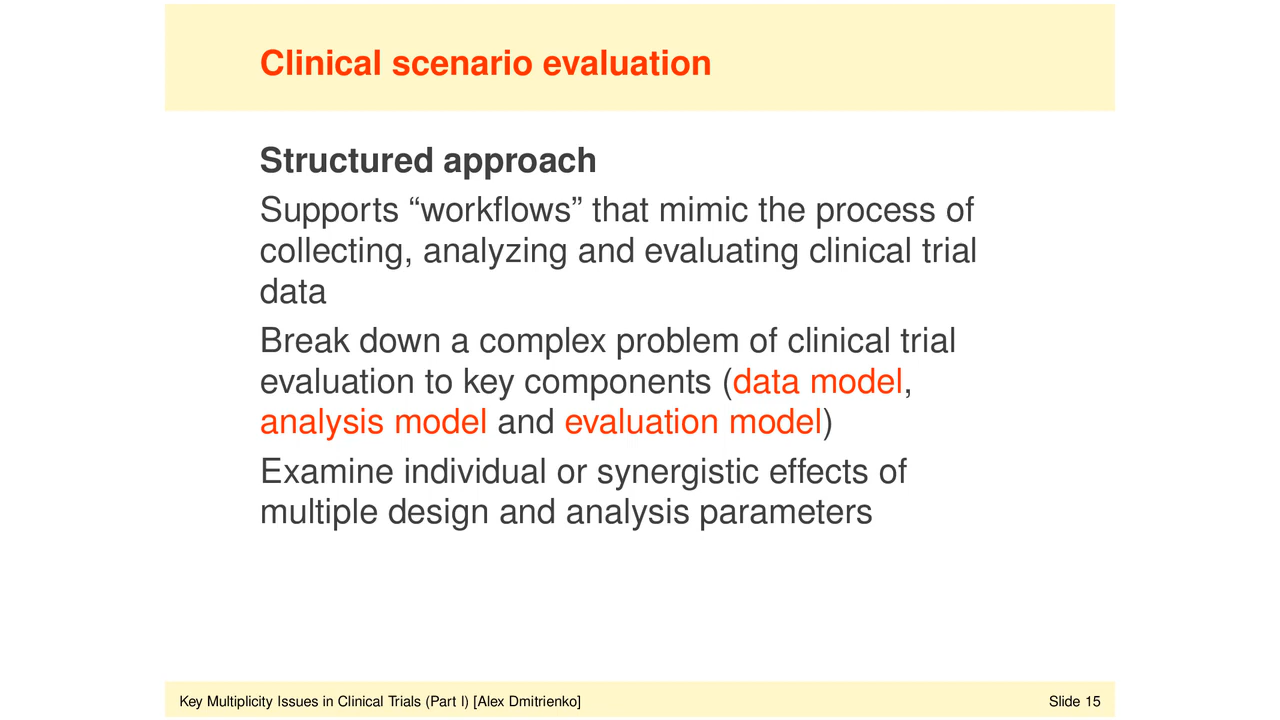 Clinical scenario evaluation
Structured approach
Supports “workflows” that mimic the process of
collecting, analyzing and evaluating clinical trial
data
Break down a complex problem of clinical trial
evaluation to key components (data model,
analysis model and evaluation model)
Examine individual or synergistic effects of
multiple design and analysis parameters
Key Multiplicity Issues in Clinical Trials (Part I) [Alex Dmitrienko]
Slide 15